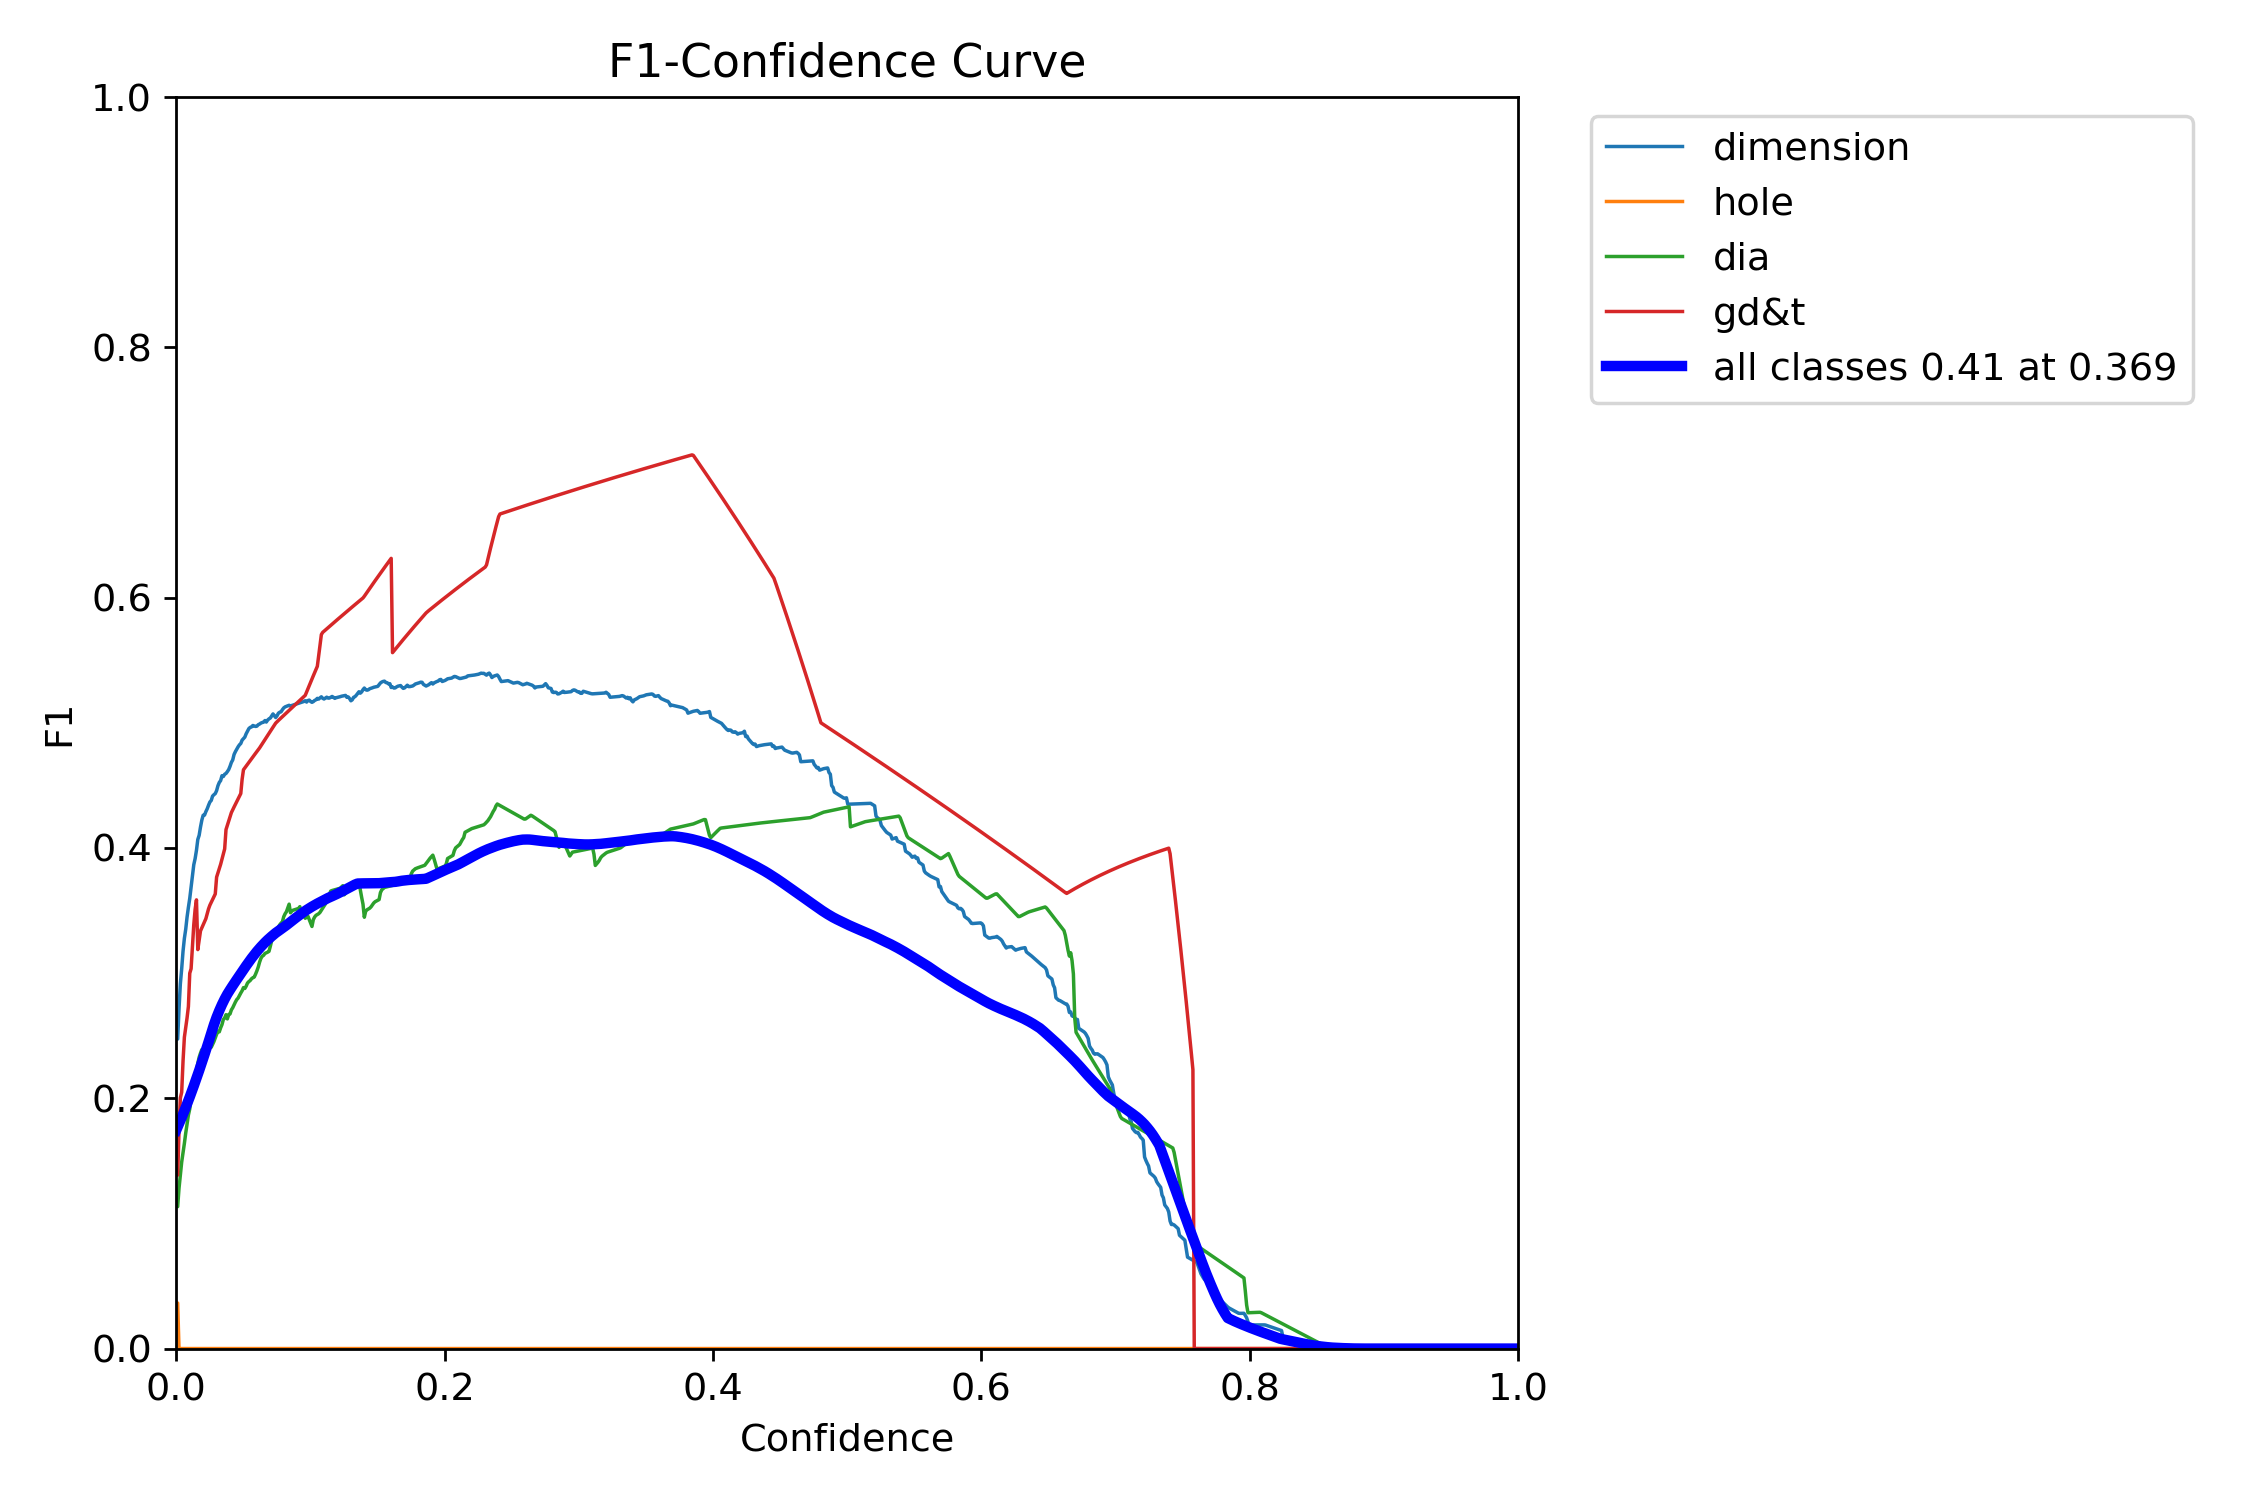 F1-Confidence Curve
1.0
0.8
0.6
0.4
0.2
0.0
F1
0.0 0.2 0.4 0.6 0.8 1.0
Confidence
dimension
hole
dia
gd&t
all classes 0.41 at 0.369